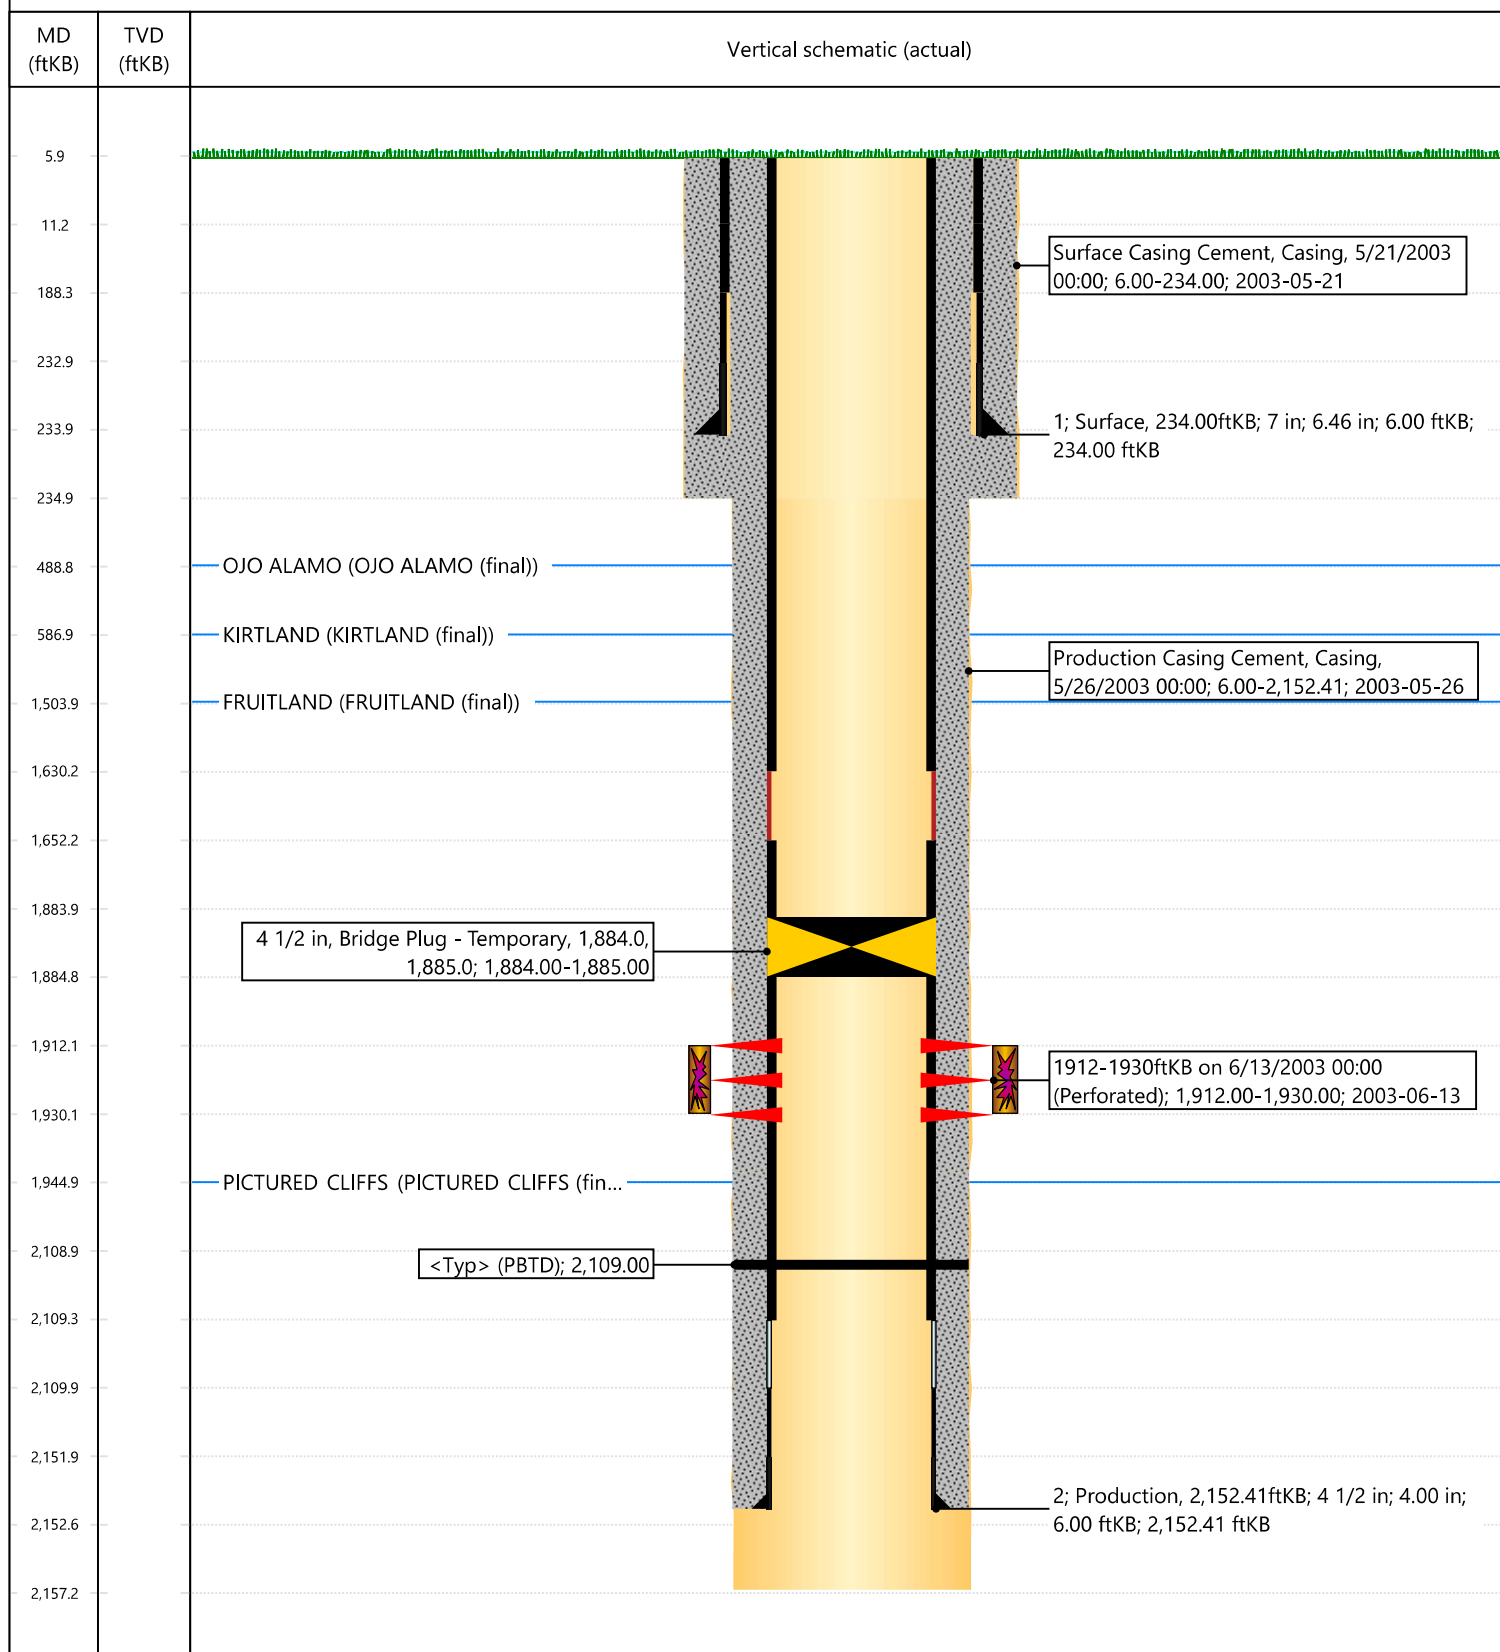 MD
(ftKB)
TVD
(ftKB)
Vertical schematic (actual)
5.9
11.2
Surface Casing Cement, Casing, 5/21/2003
00:00; 6.00-234.00; 2003-05-21
188.3
232.9
1; Surface, 234.00ftKB; 7 in; 6.46 in; 6.00 ftKB;
234.00 ftKB
233.9
234.9
488.8
OJO ALAMO (OJO ALAMO (final))
586.9
KIRTLAND (KIRTLAND (final))
Production Casing Cement, Casing,
5/26/2003 00:00; 6.00-2,152.41; 2003-05-26
1,503.9
FRUITLAND (FRUITLAND (final))
1,630.2
1,652.2
1,883.9
4 1/2 in, Bridge Plug - Temporary, 1,884.0,
1,885.0; 1,884.00-1,885.00
1,884.8
1,912.1
1912-1930ftKB on 6/13/2003 00:00
(Perforated); 1,912.00-1,930.00; 2003-06-13
1,930.1
1,944.9
PICTURED CLIFFS (PICTURED CLIFFS (fin...
2,108.9
<Typ> (PBTD); 2,109.00
2,109.3
2,109.9
2,151.9
2; Production, 2,152.41ftKB; 4 1/2 in; 4.00 in;
6.00 ftKB; 2,152.41 ftKB
2,152.6
2,157.2